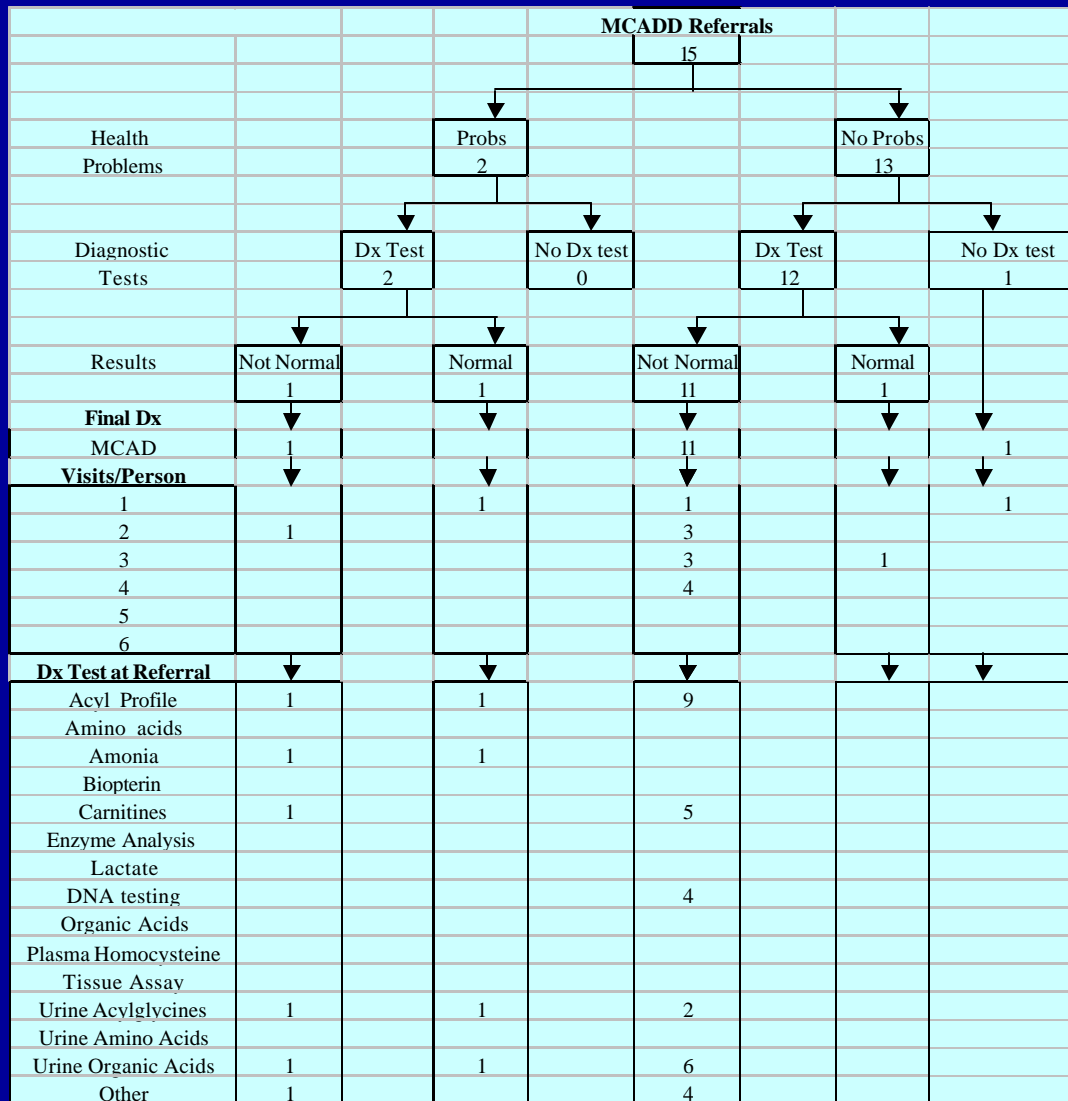 MCADD Referrals
15
Health Probs No Probs
Problems 2 13
Diagnostic Dx Test No Dx test Dx Test No Dx test
Tests 2 0 12 1
Results Not Normal Normal Not Normal Normal
1 1 11 1
Final Dx
MCAD 1 11 1
Visits/Person
1 1 1 1
2 1 3
3 3 1
4 4
5
6
Dx Test at Referral
Acyl Profile 1 1 9
Amino acids
Amonia 1 1
Biopterin
Carnitines 1 5
Enzyme Analysis
Lactate
DNA testing 4
Organic Acids
Plasma Homocysteine
Tissue Assay
Urine Acylglycines 1 1 2
Urine Amino Acids
Urine Organic Acids 1 1 6
Other 1 4